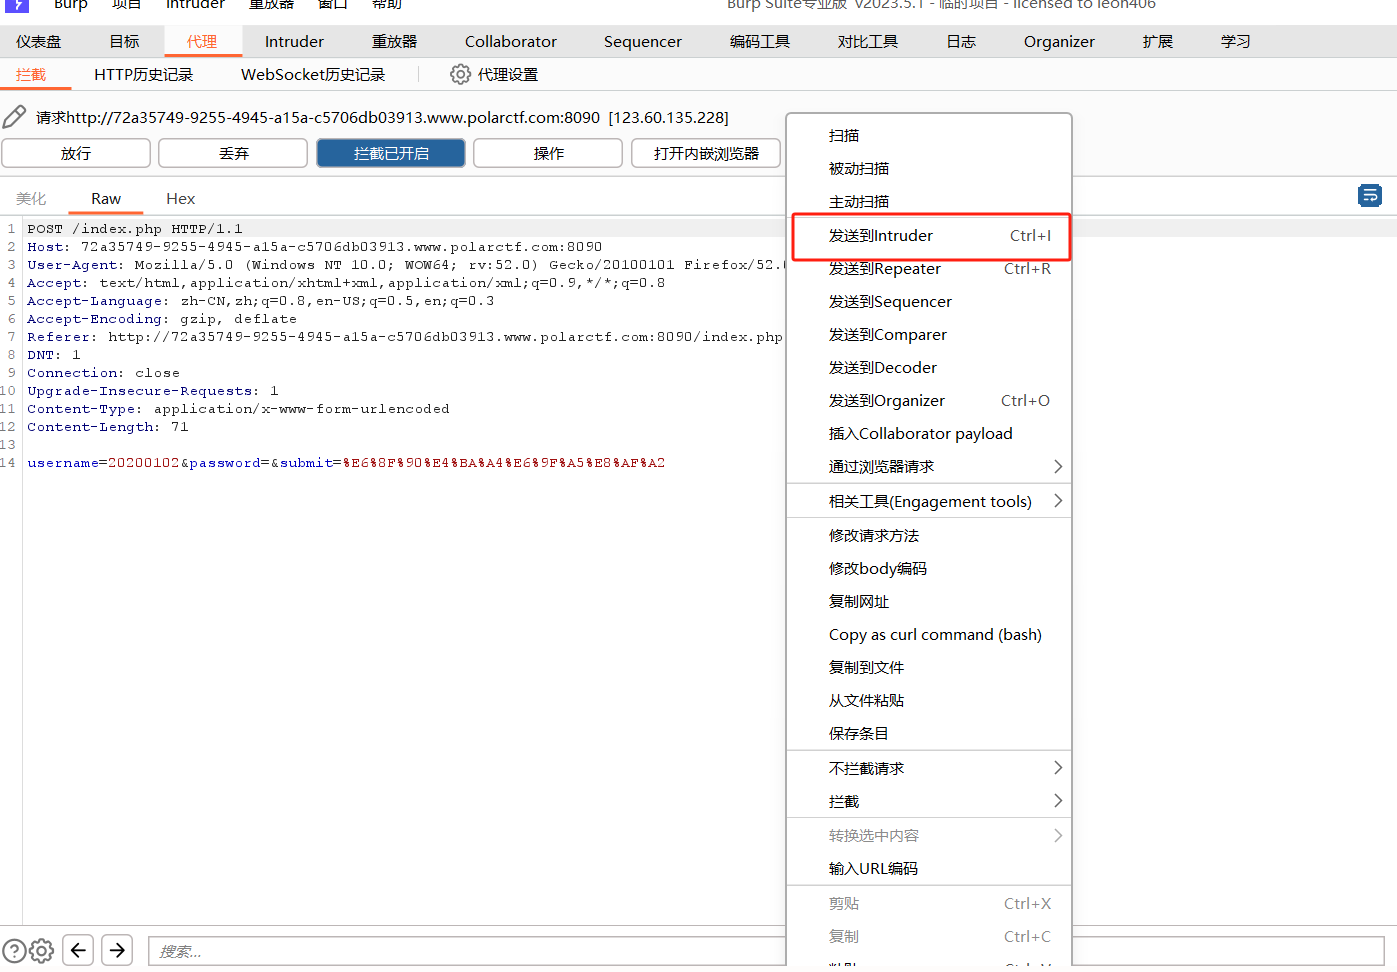 Burp 项目 Intruder 重放器 窗口 帮助 Burp Suite专业版 v2023.5.1 - 临时项目 - licensed to leon406
仪表盘 目标 代理 Intruder 重放器 Collaborator Sequencer 编码工具 对比工具 日志 Organizer 扩展 学习
拦截 HTTP历史记录 WebSocket历史记录 代理设置
请求http://72a35749-9255-4945-a15a-c5706db03913.www.polarctf.com:8090 [123.60.135.228]
放行 丢弃 拦截已开启 操作 打开内嵌浏览器
美化 Raw Hex
1 POST /index.php HTTP/1.1
2 Host: 72a35749-9255-4945-a15a-c5706db03913.www.polarctf.com:8090
3 User-Agent: Mozilla/5.0 (Windows NT 10.0; WOW64; rv:52.0) Gecko/20100101 Firefox/52.0
4 Accept: text/html,application/xhtml+xml,application/xml;q=0.9,*/*;q=0.8
5 Accept-Language: zh-CN,zh;q=0.8,en-US;q=0.5,en;q=0.3
6 Accept-Encoding: gzip, deflate
7 Referer: http://72a35749-9255-4945-a15a-c5706db03913.www.polarctf.com:8090/index.php
8 DNT: 1
9 Connection: close
10 Upgrade-Insecure-Requests: 1
11 Content-Type: application/x-www-form-urlencoded
12 Content-Length: 71
13
14 username=20200102&password=&submit=%E6%8F%90%E4%BA%A4%E6%9F%A5%E8%AF%A2
扫描
被动扫描
主动扫描
发送到Intruder Ctrl+I
发送到Repeater Ctrl+R
发送到Sequencer
发送到Comparer
发送到Decoder
发送到Organizer Ctrl+O
插入Collaborator payload
通过浏览器请求
相关工具(Engagement tools)
修改请求方法
修改body编码
复制网址
Copy as curl command (bash)
复制到文件
从文件粘贴
保存条目
不拦截请求
拦截
转换选中内容
输入URL编码
剪贴 Ctrl+X
复制 Ctrl+C
搜索...